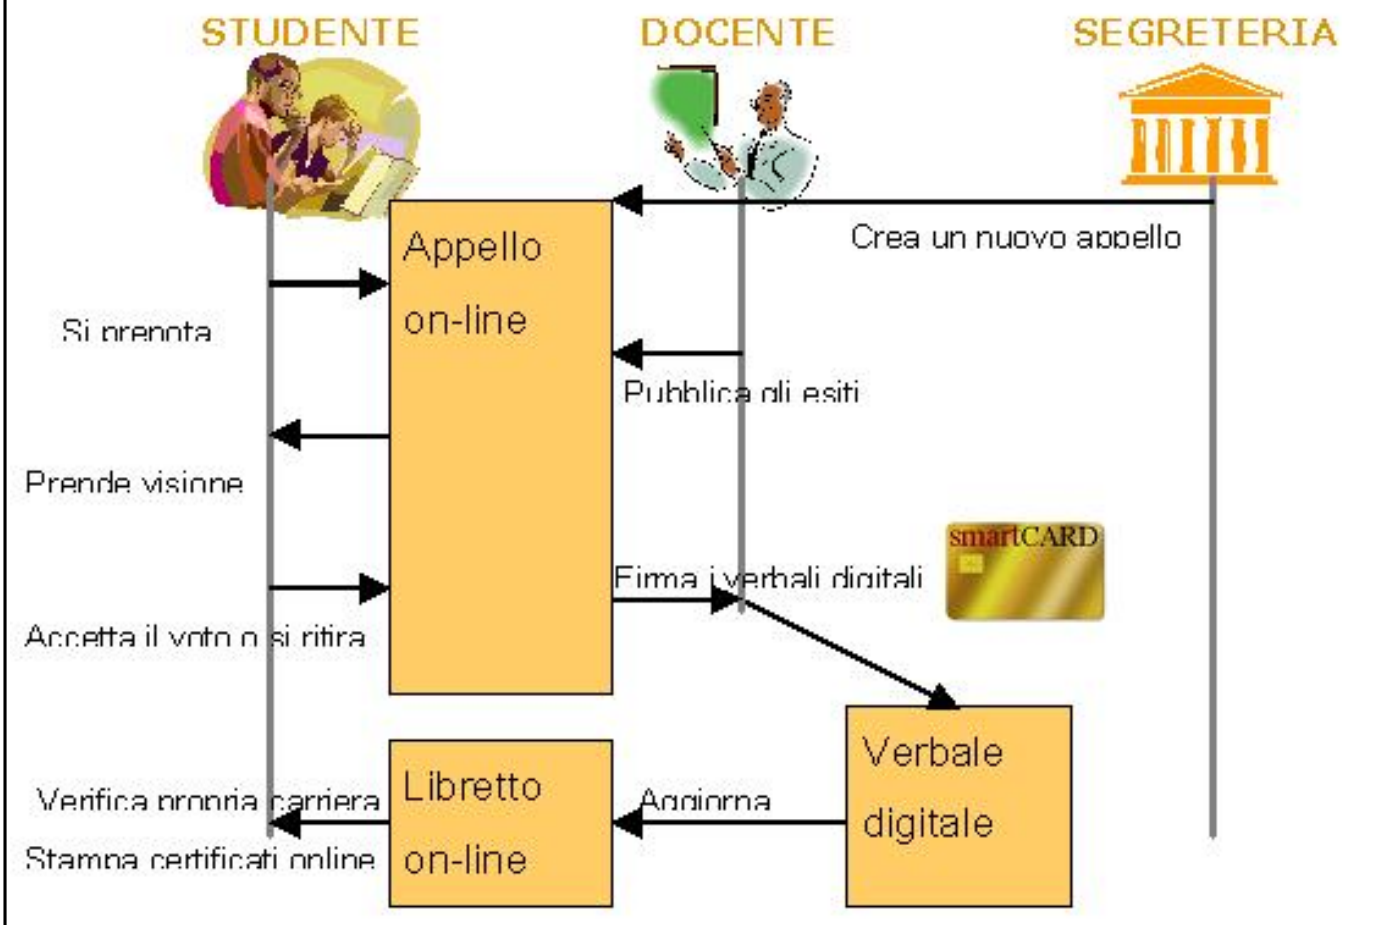 STUDENTE
DOCENTE
SEGRETERIA
Crea un nuovo appello
Appello
on-line
Si prenota
Pubblica gli esiti
Prende visione
smartCARD
Firma i verbali digitali
Accetta il voto o si ritira
Verbale
digitale
Libretto
on-line
Verifica propria carriera
Aggiorna
Stampa certificati online